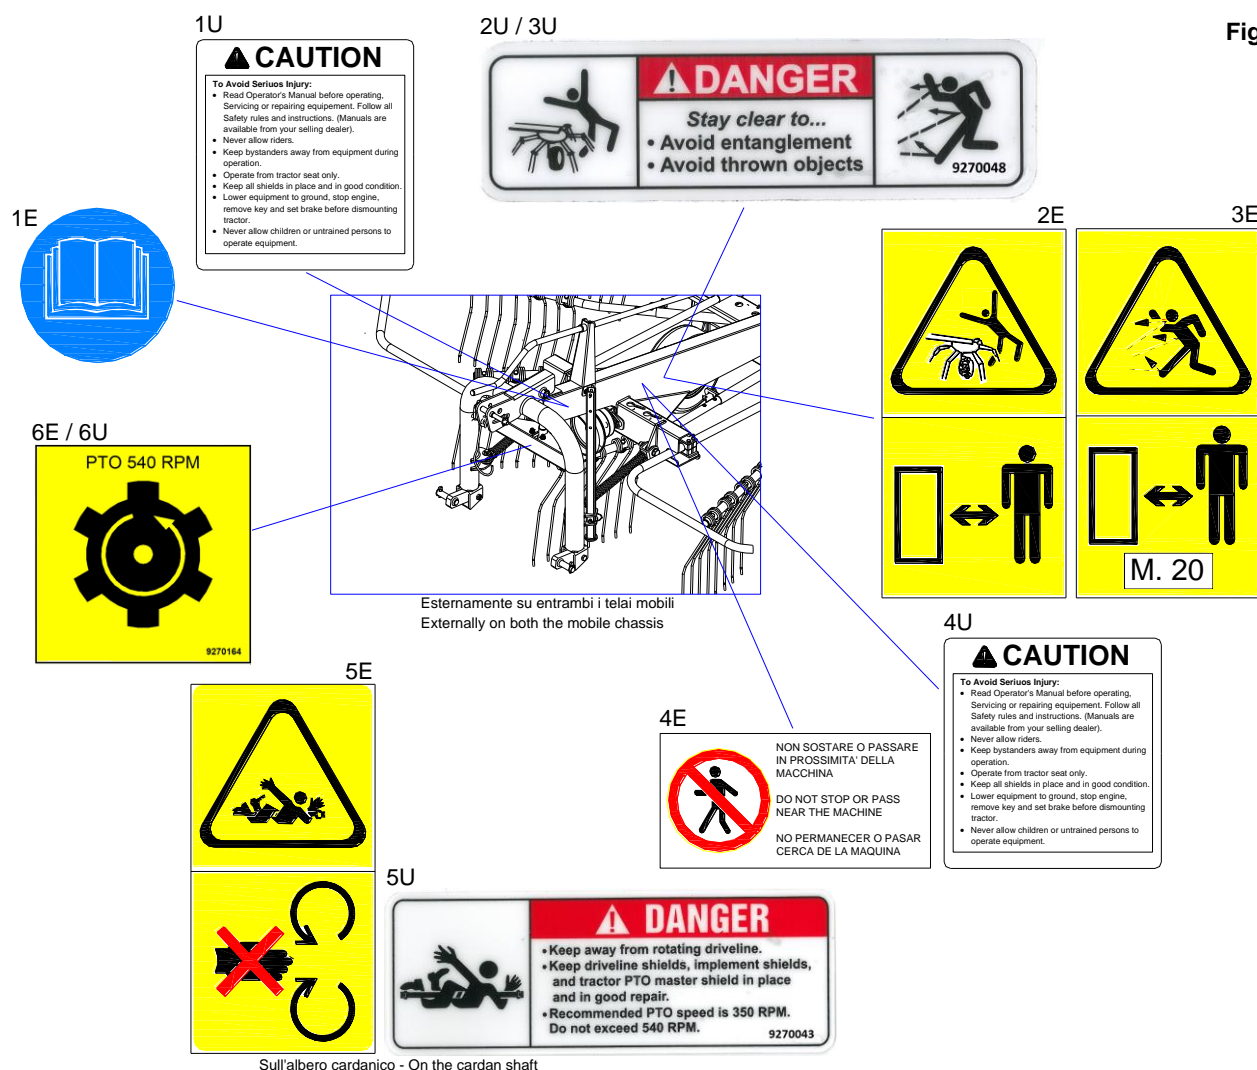 1U
CAUTION
To Avoid Seriuos Injury:
• Read Operator's Manual before operating,
Servicing or repairing equipement. Follow all
Safety rules and instructions. (Manuals are
available from your selling dealer).
• Never allow riders.
• Keep bystanders away from equipment during
operation.
• Operate from tractor seat only.
• Keep all shields in place and in good condition.
• Lower equipment to ground, stop engine,
remove key and set brake before dismounting
tractor.
• Never allow children or untrained persons to
operate equipment.
2U / 3U
DANGER
Stay clear to...
• Avoid entanglement
• Avoid thrown objects
9270048
Fig
1E
2E
3E
M. 20
6E / 6U
PTO 540 RPM
9270164
Esternamente su entrambi i telai mobili
Externally on both the mobile chassis
4U
CAUTION
To Avoid Seriuos Injury:
• Read Operator's Manual before operating,
Servicing or repairing equipement. Follow all
Safety rules and instructions. (Manuals are
available from your selling dealer).
• Never allow riders.
• Keep bystanders away from equipment during
operation.
• Operate from tractor seat only.
• Keep all shields in place and in good condition.
• Lower equipment to ground, stop engine,
remove key and set brake before dismounting
tractor.
• Never allow children or untrained persons to
operate equipment.
4E
NON SOSTARE O PASSARE
IN PROSSIMITA' DELLA
MACCHINA
DO NOT STOP OR PASS
NEAR THE MACHINE
NO PERMANECER O PASAR
CERCA DE LA MAQUINA
5E
5U
DANGER
• Keep away from rotating driveline.
• Keep driveline shields, implement shields,
and tractor PTO master shield in place
and in good repair.
• Recommended PTO speed is 350 RPM.
Do not exceed 540 RPM.
9270043
Sull'albero cardanico - On the cardan shaft